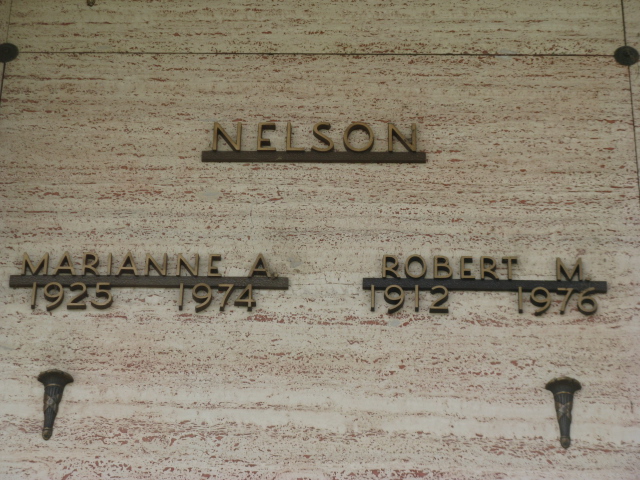 NELSON
MARIANNE A.
1925 1974
ROBERT M.
1912 1976